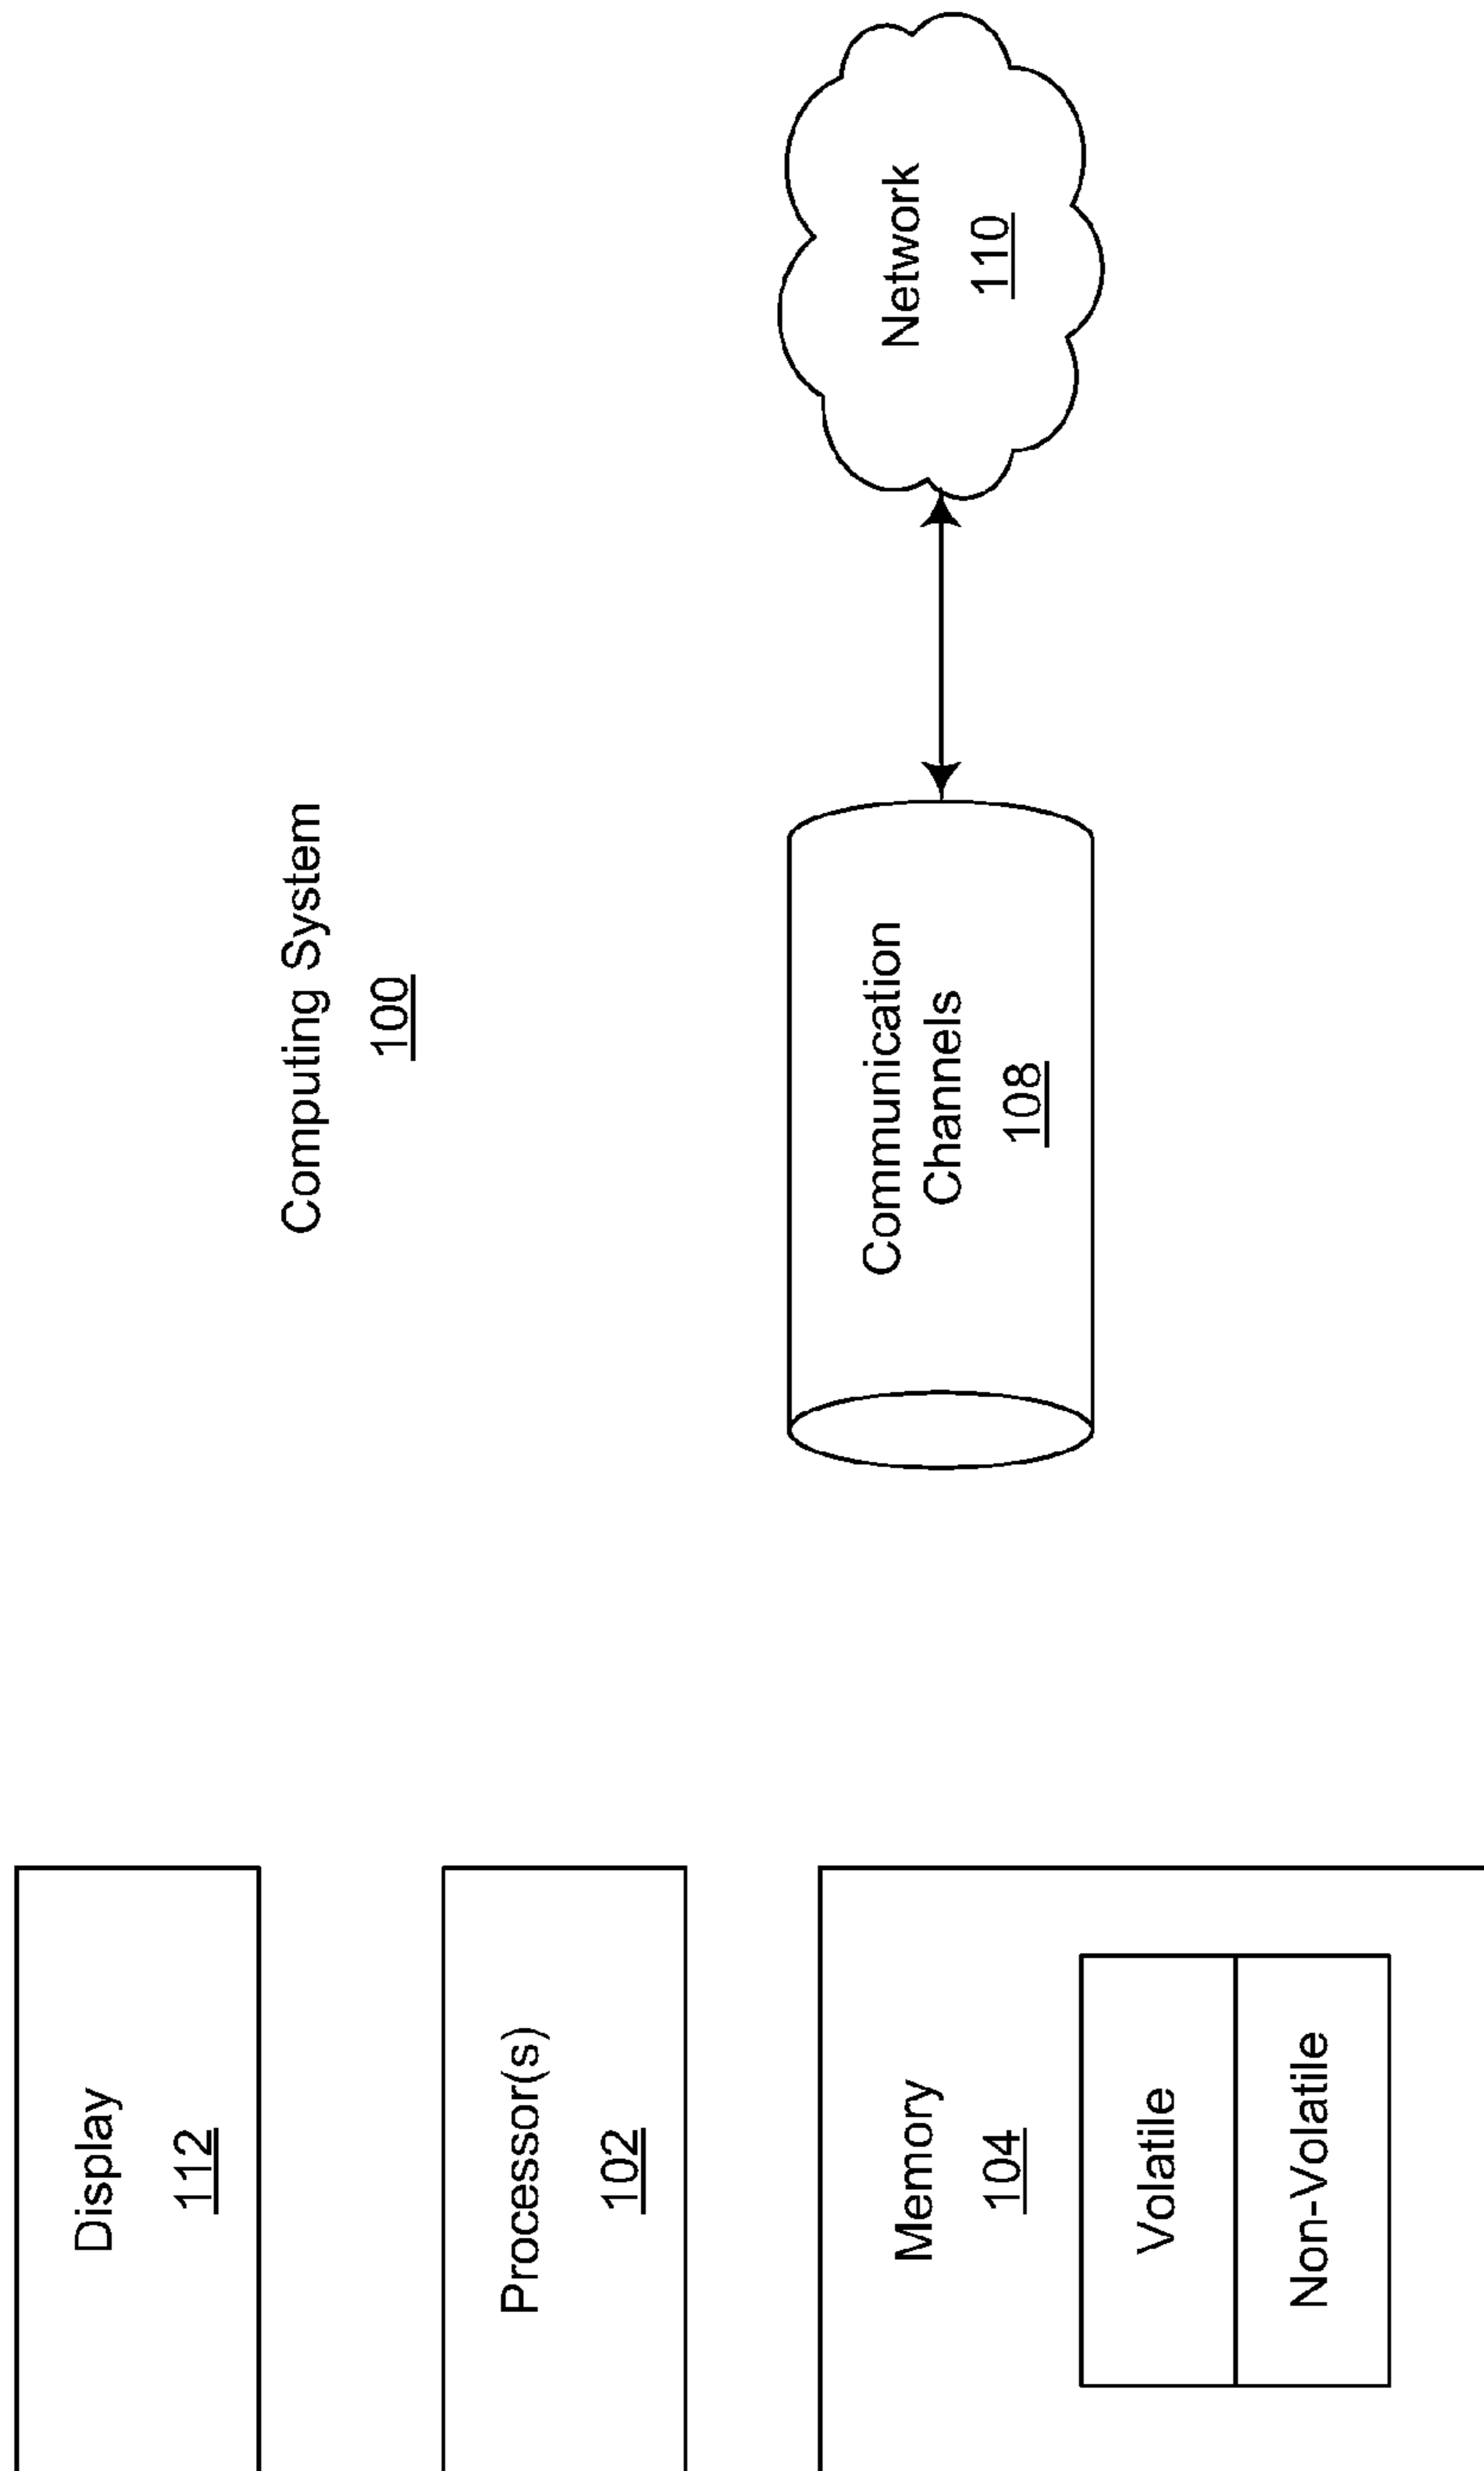 Computing System
100
Display
112
Processor(s)
102
Memory
104
Volatile
Non-Volatile
Communication
Channels
108
Network
110